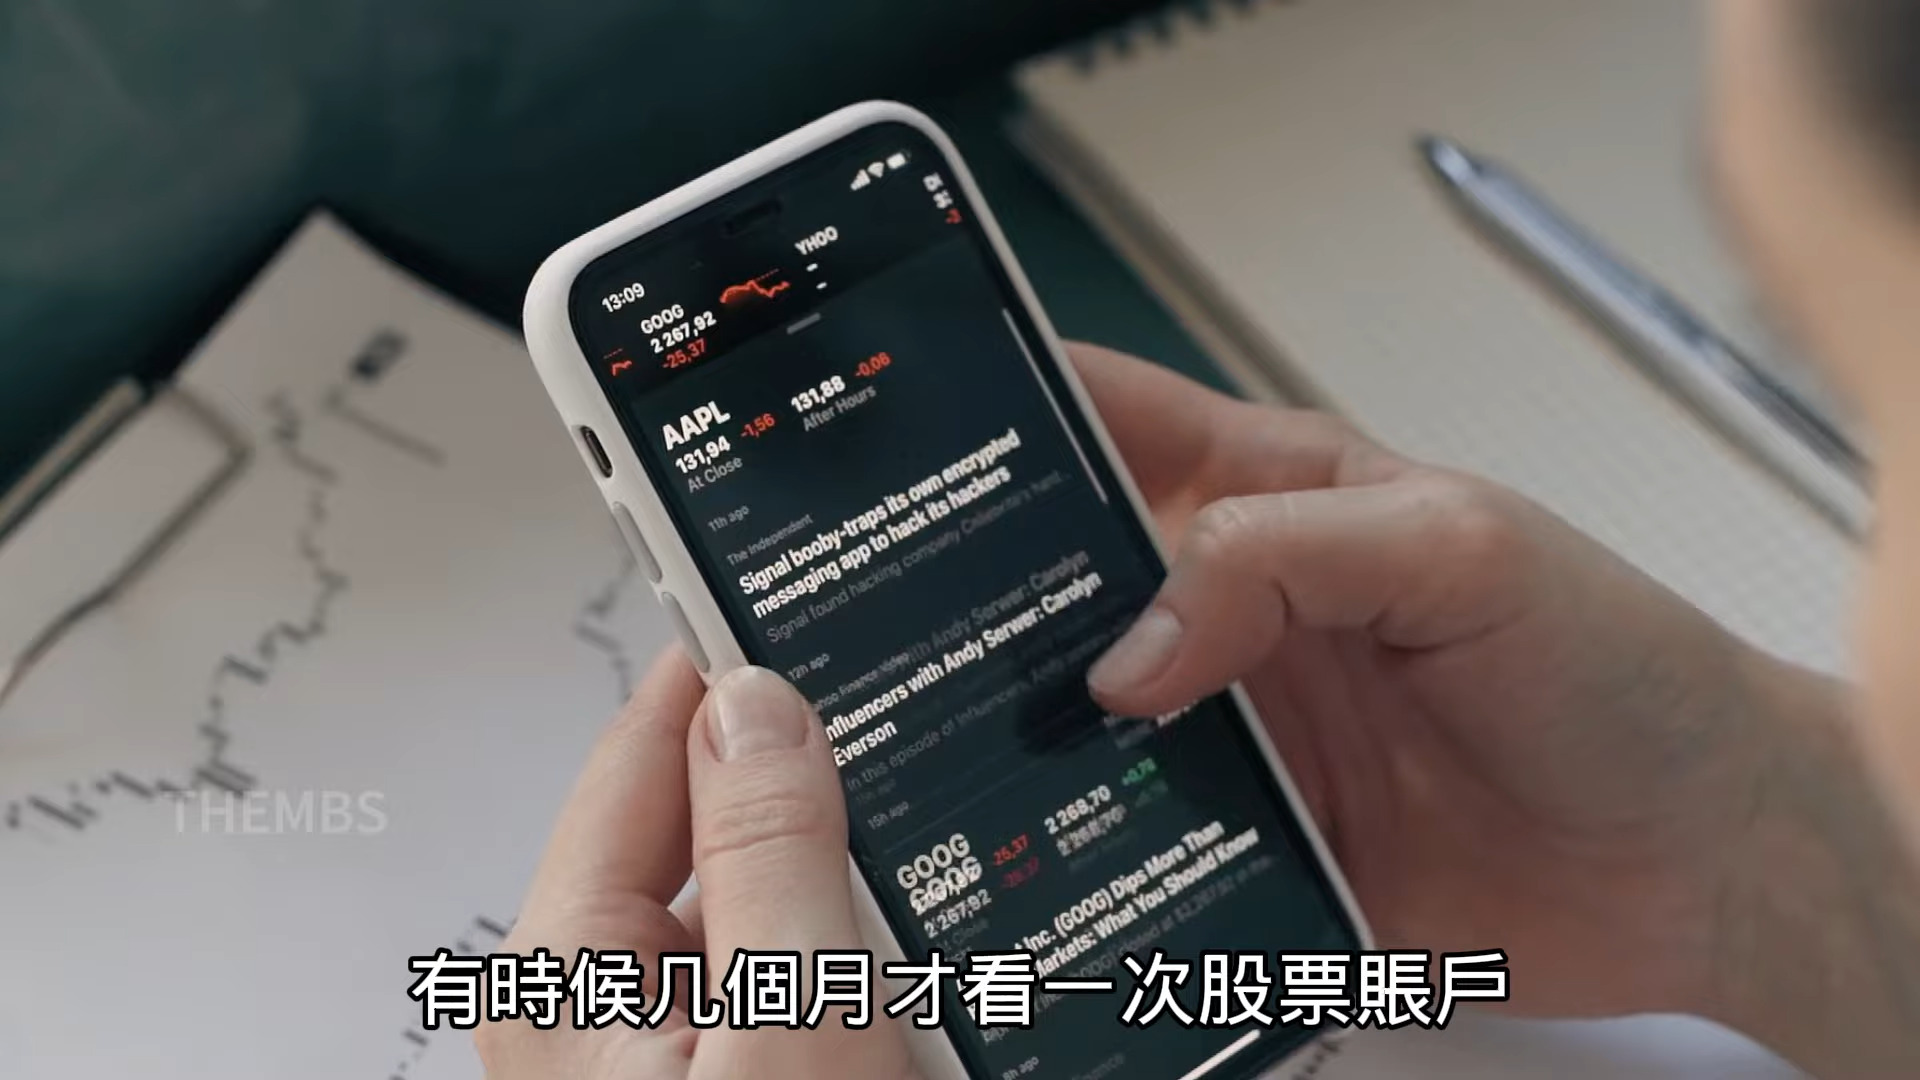 13:09
GOOG
2 267,92
-25,37
YHOO
AAPL
131,94
-1,56
At Close
131,88
-0,06
After Hours
11h ago
The Independent
Signal booby-traps its own encrypted
messaging app to hack its hackers
Signal found hacking company Cellebrite's
12h ago
nfluencers with Andy Serwer: Carolyn
Everson
In this episode of Influencers, Andy
15h ago
GOOG
2 267,92
-25,37
2 268,70
+0,78
Inc. (GOOG) Dips More Than
Markets: What You Should Know
8h ago
THEMBS
有時候几個月才看一次股票賬戶